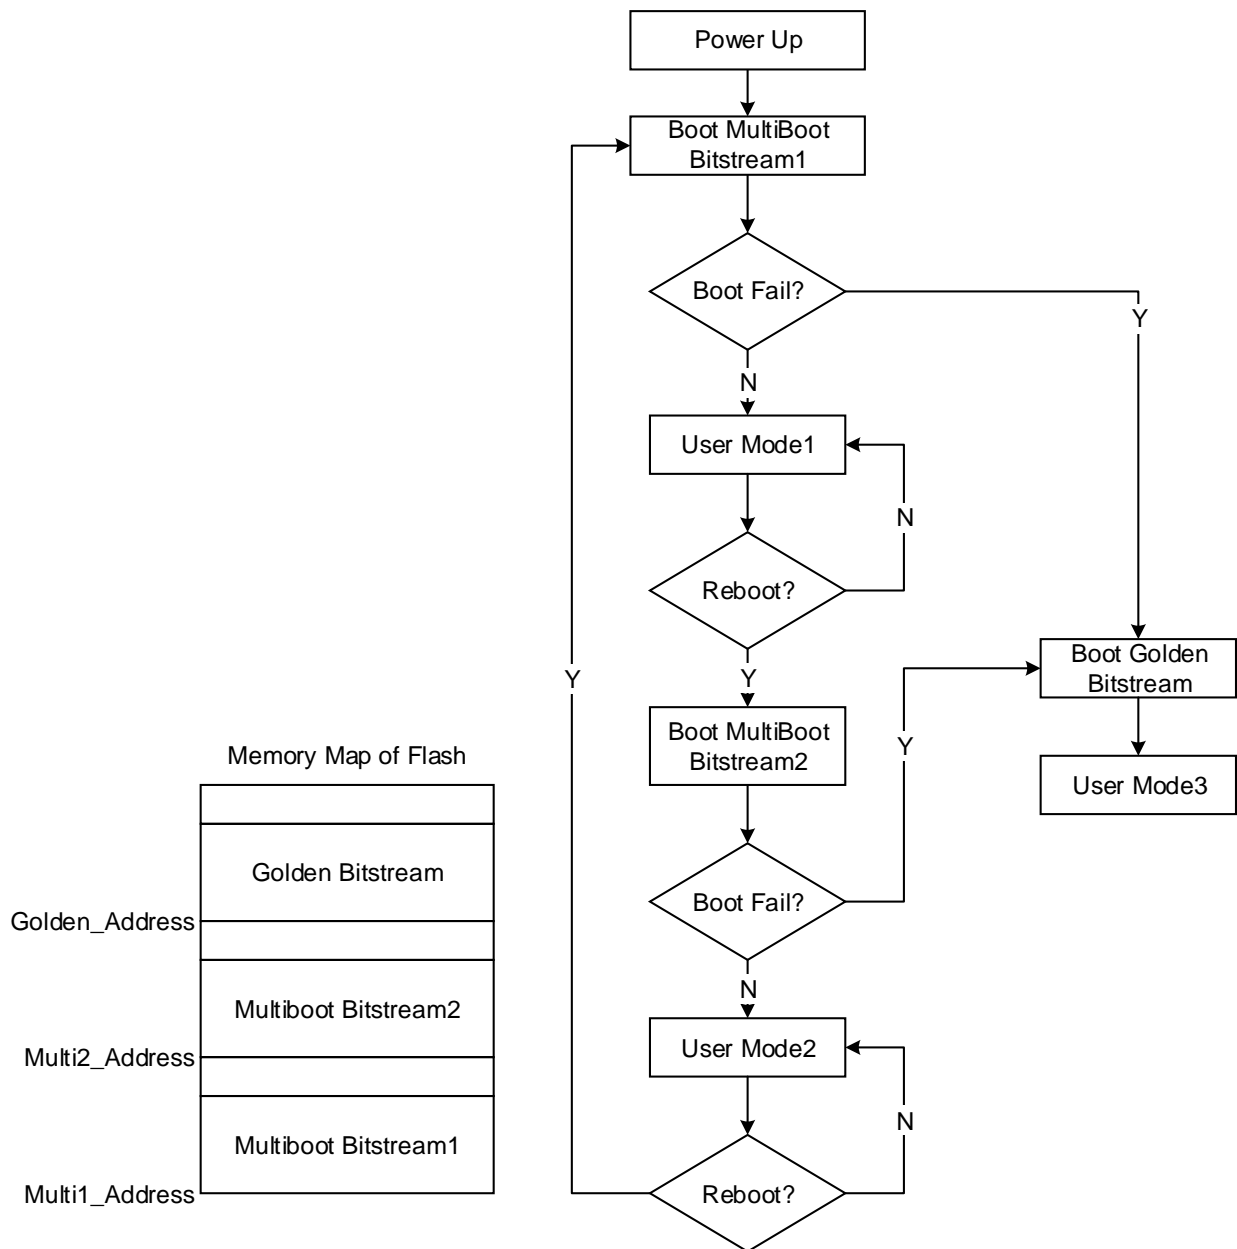 Power Up
Boot MultiBoot
Bitstream1
Boot Fail?
Y
N
User Mode1
N
Reboot?
Y
Y
Boot Golden
Bitstream
Boot MultiBoot
Bitstream2
Y
User Mode3
Boot Fail?
N
User Mode2
N
Reboot?
Memory Map of Flash
Golden Bitstream
Golden_Address
Multiboot Bitstream2
Multi2_Address
Multiboot Bitstream1
Multi1_Address